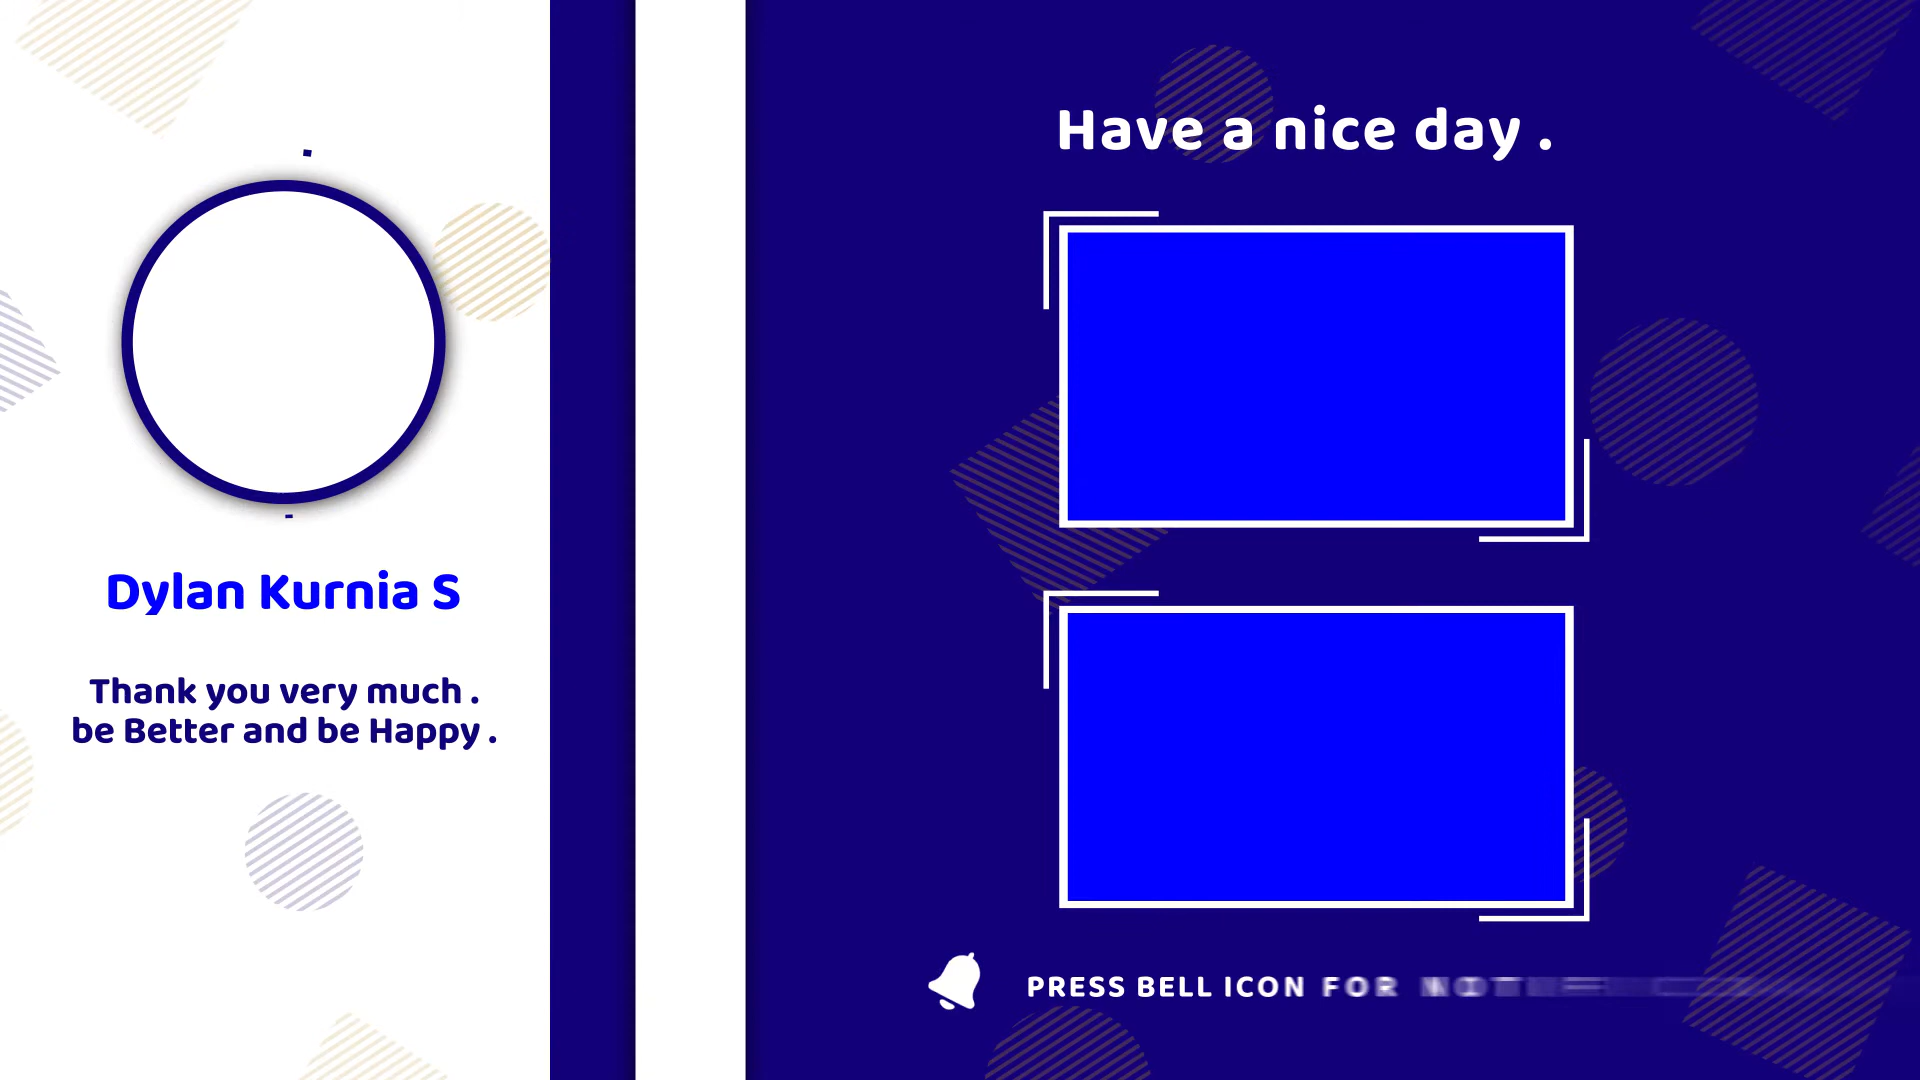 Dylan Kurnia S
Thank you very much .
be Better and be Happy .
Have a nice day .
PRESS BELL ICON FOR